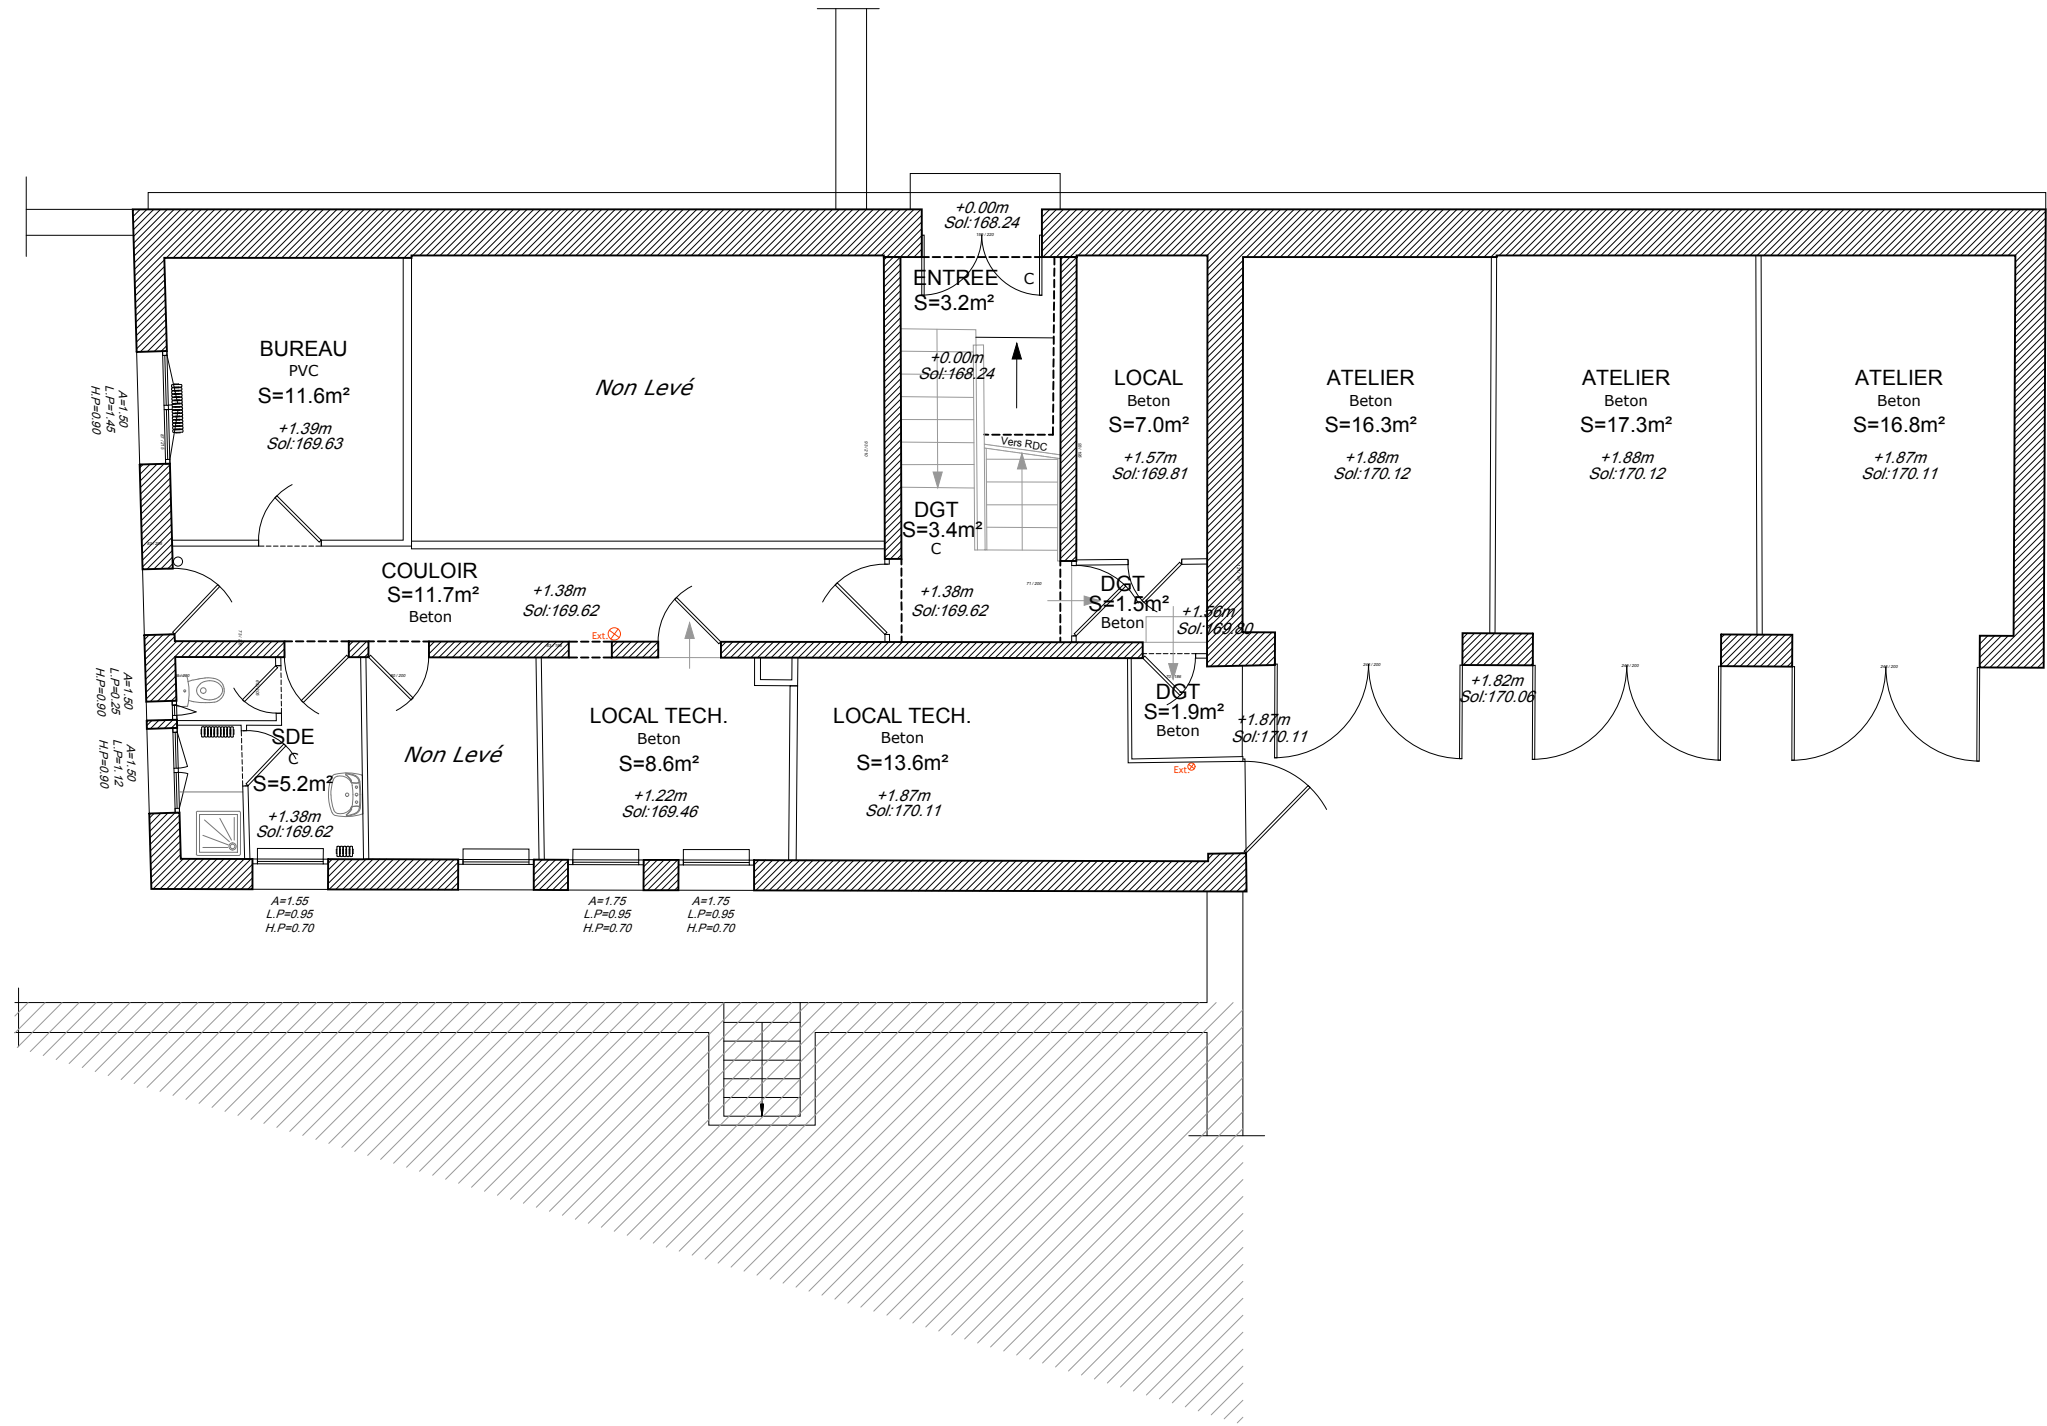 +0.00m
Sol:168.24
ENTREE
C
S=3.2m²
+0.00m
Sol:168.24
Vers RDC
BUREAU
PVC
S=11.6m²
+1.39m
Sol:169.63
Non Levé
LOCAL
Beton
S=7.0m²
+1.57m
Sol:169.81
ATELIER
Beton
S=16.3m²
+1.88m
Sol:170.12
ATELIER
Beton
S=17.3m²
+1.88m
Sol:170.12
ATELIER
Beton
S=16.8m²
+1.87m
Sol:170.11
A=1.50
L.P=1.45
H.P=0.90
DGT
S=3.4m²
C
COULOIR
S=11.7m²
Beton
+1.38m
Sol:169.62
Ext.
+1.38m
Sol:169.62
DGT
S=1.5m²
Beton
+1.56m
Sol:169.80
A=1.50
L.P=0.25
H.P=0.90
A=1.50
L.P=1.12
H.P=0.90
SDE
C
S=5.2m²
+1.38m
Sol:169.62
Non Levé
LOCAL TECH.
Beton
S=8.6m²
+1.22m
Sol:169.46
LOCAL TECH.
Beton
S=13.6m²
+1.87m
Sol:170.11
DGT
S=1.9m²
Beton
Ext.
+1.87m
Sol:170.11
+1.82m
Sol:170.06
A=1.55
L.P=0.95
H.P=0.70
A=1.75
L.P=0.95
H.P=0.70
A=1.75
L.P=0.95
H.P=0.70